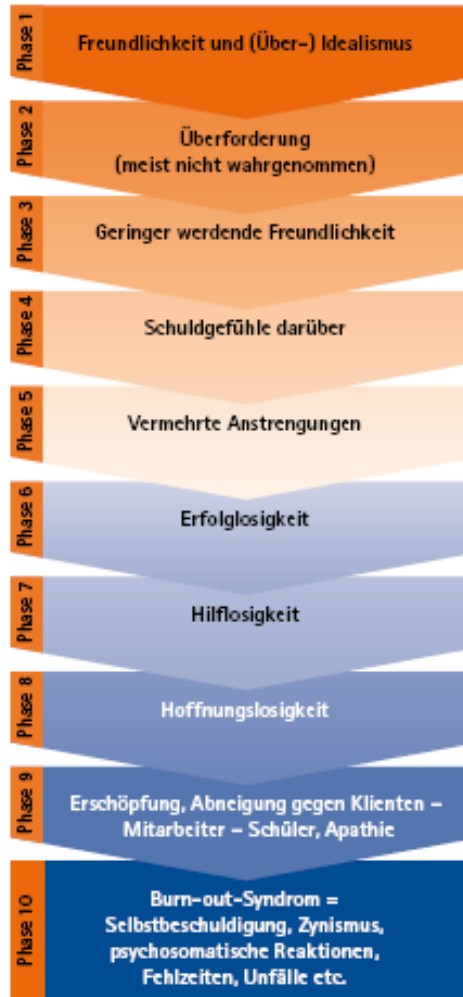 Phase 1
Freundlichkeit und (Über-) Idealismus
Phase 2
Überforderung
(meist nicht wahrgenommen)
Phase 3
Geringer werdende Freundlichkeit
Phase 4
Schuldgefühle darüber
Phase 5
Vermehrte Anstrengungen
Phase 6
Erfolglosigkeit
Phase 7
Hilflosigkeit
Phase 8
Hoffnungslosigkeit
Phase 9
Erschöpfung, Abneigung gegen Klienten –
Mitarbeiter – Schüler, Apathie
Phase 10
Burn-out-Syndrom =
Selbstbeschuldigung, Zynismus,
psychosomatische Reaktionen,
Fehlzeiten, Unfälle etc.